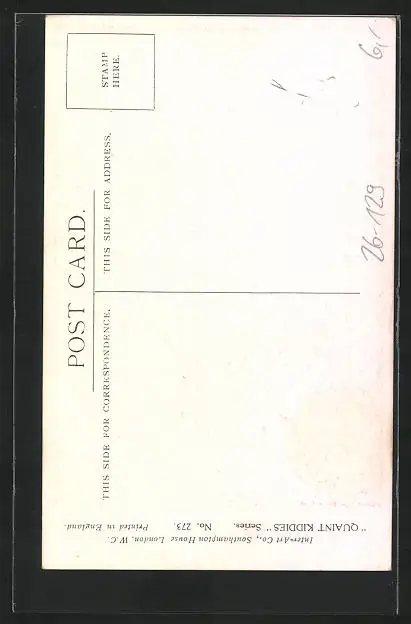 POST CARD.
THIS SIDE FOR CORRESPONDENCE.
THIS SIDE FOR ADDRESS.
STAMP
HERE.
Inter-Art Co., Southampton House London, W.C.
"QUAINT KIDDIES" Series. No. 273. Printed in England.
26-129